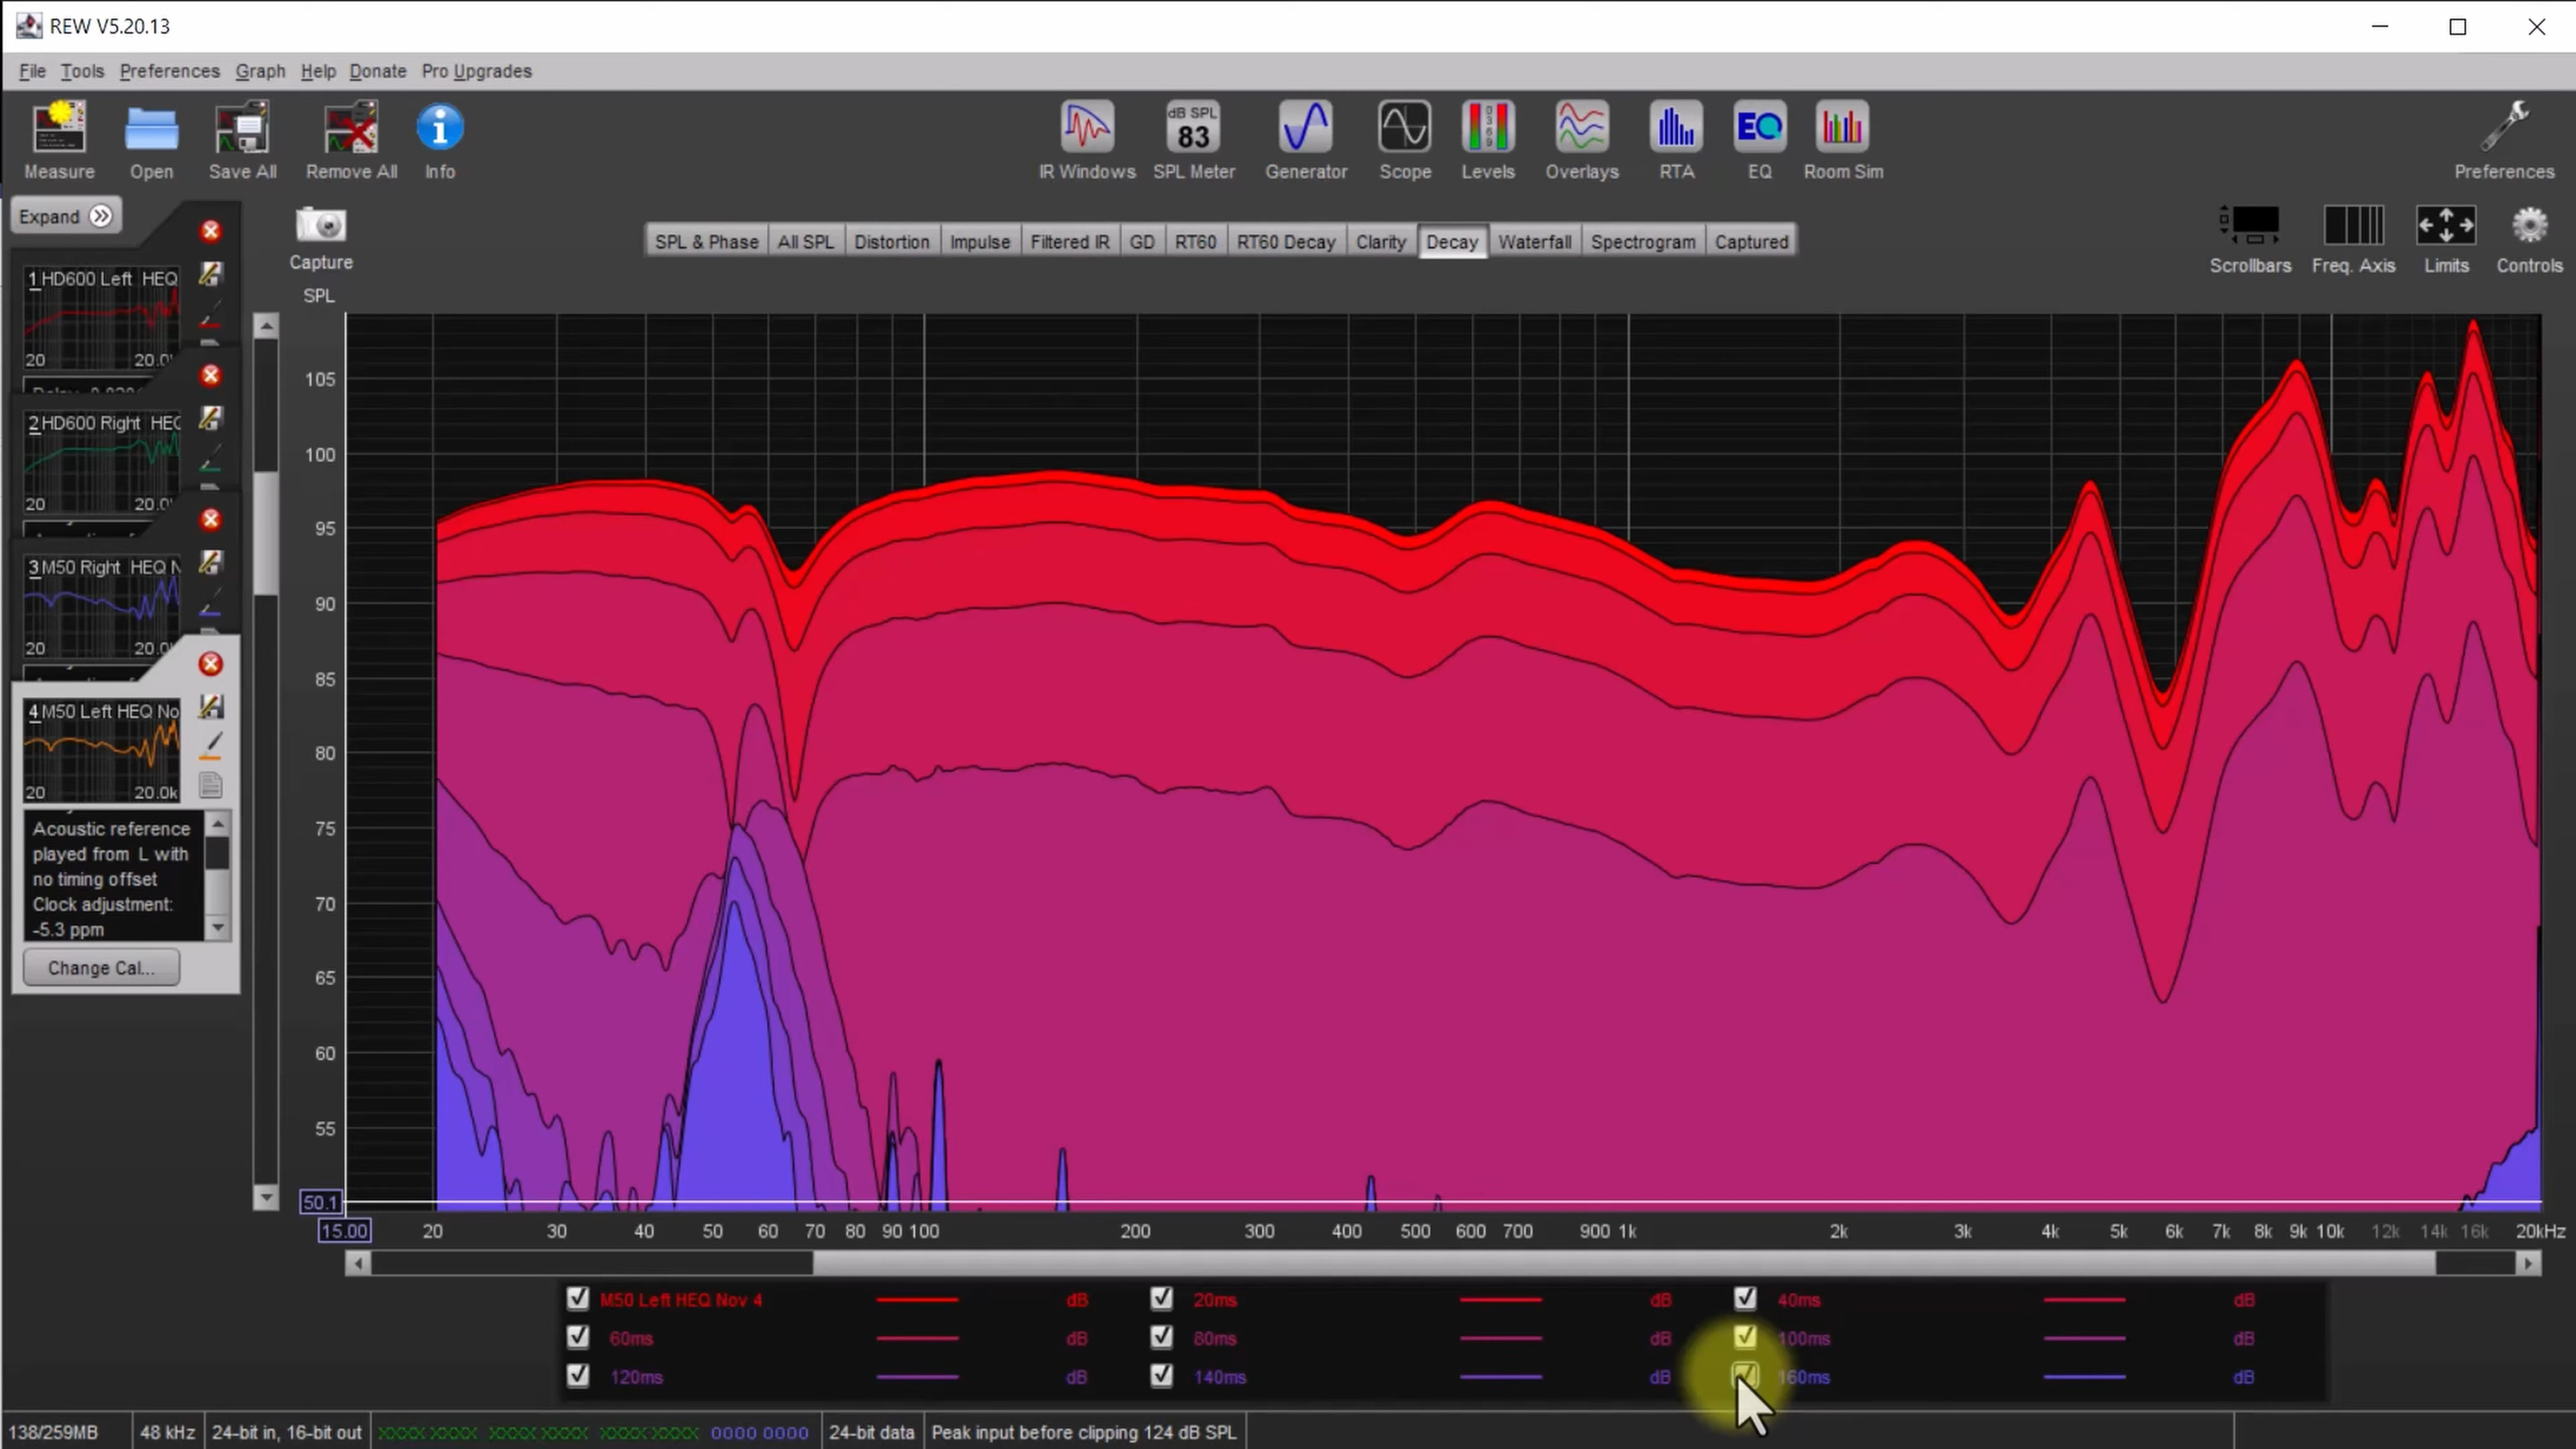 REW V5.20.13
File Tools Preferences Graph Help Donate Pro Upgrades
dB SPL
83
EQ
Measure Open Save All Remove All Info IR Windows SPL Meter Generator Scope Levels Overlays RTA EQ Room Sim Preferences
Expand
Capture
SPL & Phase All SPL Distortion Impulse Filtered IR GD RT60 RT60 Decay Clarity Decay Waterfall Spectrogram Captured
Scrollbars Freq. Axis Limits Controls
SPL
1 HD600 Left HEQ
20
2 HD600 Right
20
3 M50 Right HEQ N
20
4 M50 Left HEQ No
20 20.0k
Acoustic reference
played from L with
no timing offset
Clock adjustment:
-5.3 ppm
Change Cal...
105
100
95
90
85
80
75
70
65
60
55
50.1
15.00 20 30 40 50 60 70 80 90 100 200 300 400 500 600 700 900 1k 2k 3k 4k 5k 6k 7k 8k 9k 10k 12k 14k 16k 20kHz
M50 Left HEQ Nov 4 dB 20ms dB 40ms dB
60ms dB 80ms dB 100ms dB
120ms dB 140ms dB 160ms dB
138/259MB 48 kHz 24-bit in, 16-bit out XXXX XXXX XXXX XXXX XXXX XXXX 0000 0000 24-bit data Peak input before clipping 124 dB SPL